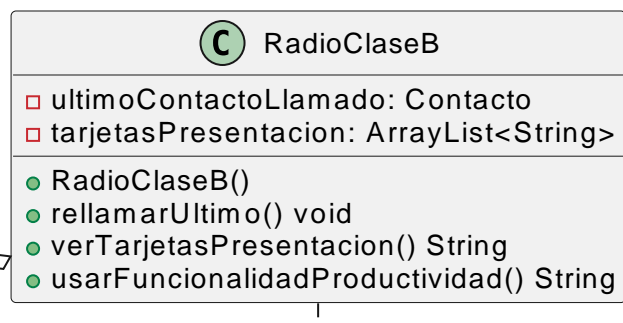 C RadioClaseB
ultimoContactoLlamado: Contacto
tarjetasPresentacion: ArrayList<String>
RadioClaseB()
rellamarUltimo() void
verTarjetasPresentacion() String
usarFuncionalidadProductividad() String